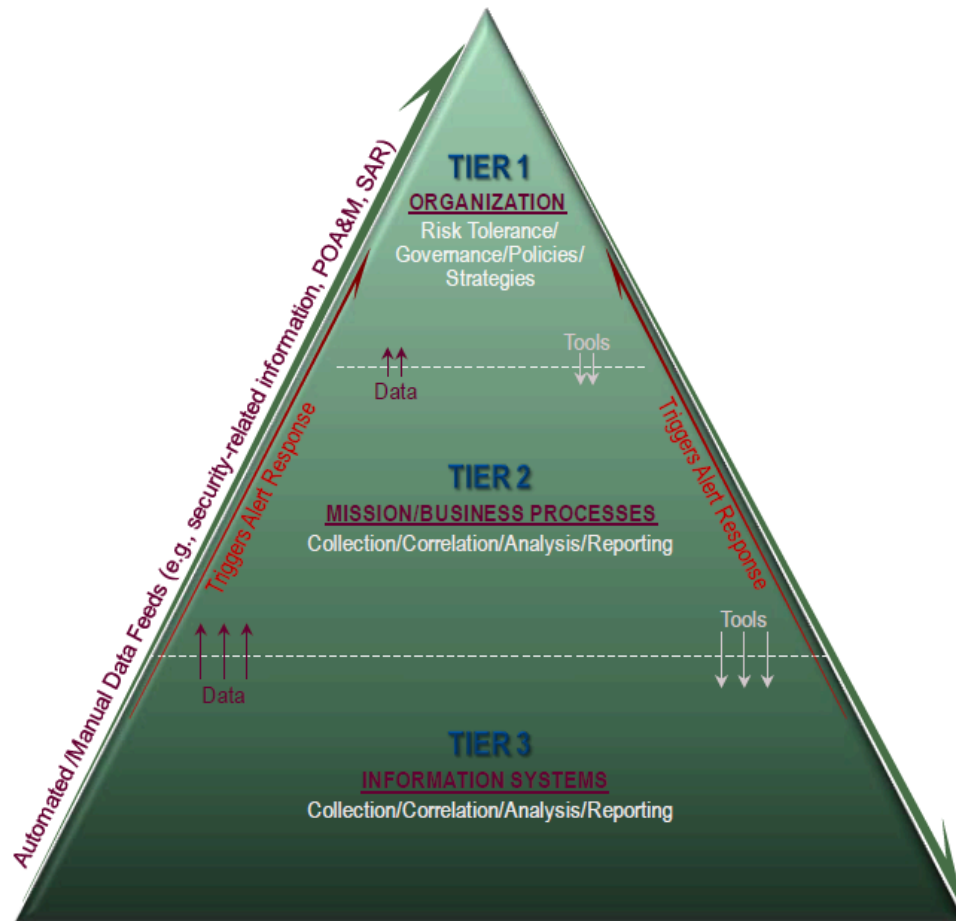 Automated /Manual Data Feeds (e.g., security-related information, POA&M, SAR)
TIER 1
ORGANIZATION
Risk Tolerance/
Governance/Policies/
Strategies
Tools
Data
Triggers Alert Response
Triggers Alert Response
TIER 2
MISSION/BUSINESS PROCESSES
Collection/Correlation/Analysis/Reporting
Tools
Data
TIER 3
INFORMATION SYSTEMS
Collection/Correlation/Analysis/Reporting